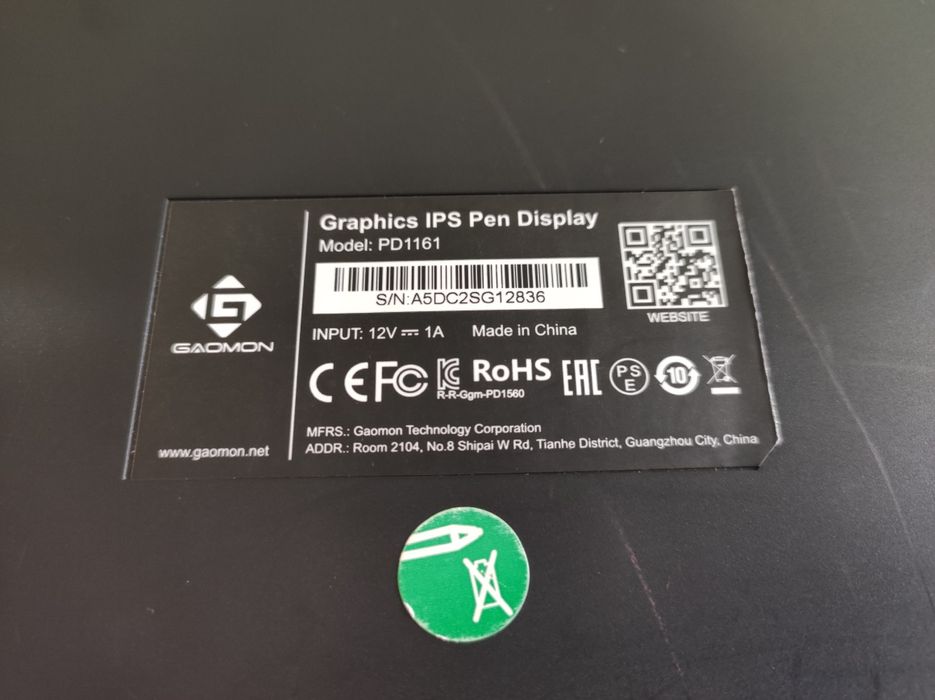 Graphics IPS Pen Display
Model: PD1161
S/N:A5DC2SG12836
WEBSITE
INPUT: 12V ⎓ 1A Made in China
GAOMON
CE FC RoHS EAC PSE 10
R-R-Ggm-PD1560
MFRS.: Gaomon Technology Corporation
ADDR.: Room 2104, No.8 Shipai W Rd, Tianhe District, Guangzhou City, China
www.gaomon.net